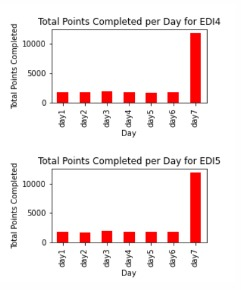 Total Points Completed per Day for EDI4
Total Points Completed
10000
5000
0
day1
day2
day3
day4
day5
day6
day7
Day
Total Points Completed per Day for EDI5
Total Points Completed
10000
5000
0
day1
day2
day3
day4
day5
day6
day7
Day